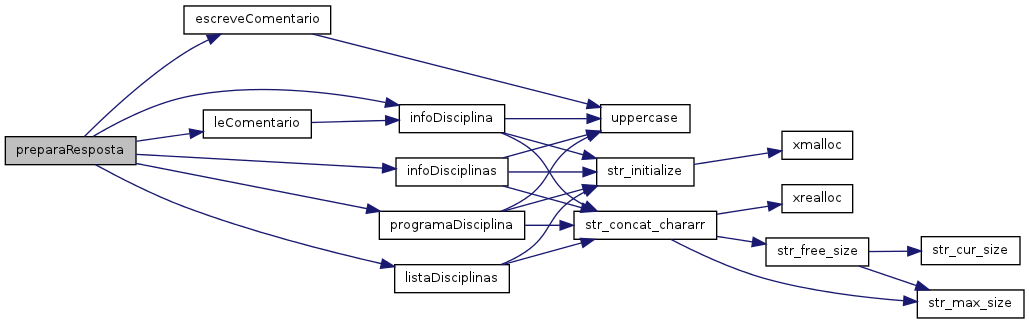 escreveComentario
uppercase
infoDisciplina
leComentario
xmalloc
preparaResposta
infoDisciplinas
str_initialize
xrealloc
programaDisciplina
str_concat_chararr
str_free_size
str_cur_size
listaDisciplinas
str_max_size